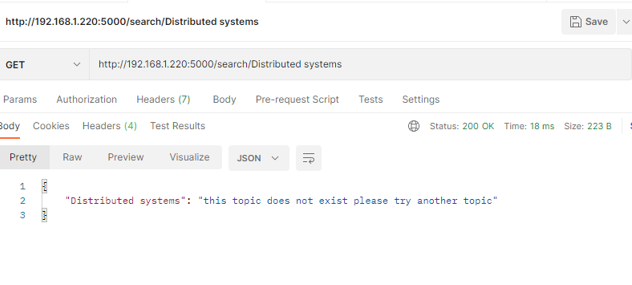 http://192.168.1.220:5000/search/Distributed systems
Save
GET http://192.168.1.220:5000/search/Distributed systems
Params Authorization Headers (7) Body Pre-request Script Tests Settings
Body Cookies Headers (4) Test Results Status: 200 OK Time: 18 ms Size: 223 B
Pretty Raw Preview Visualize JSON
1 {
2 "Distributed systems": "this topic does not exist please try another topic"
3 }